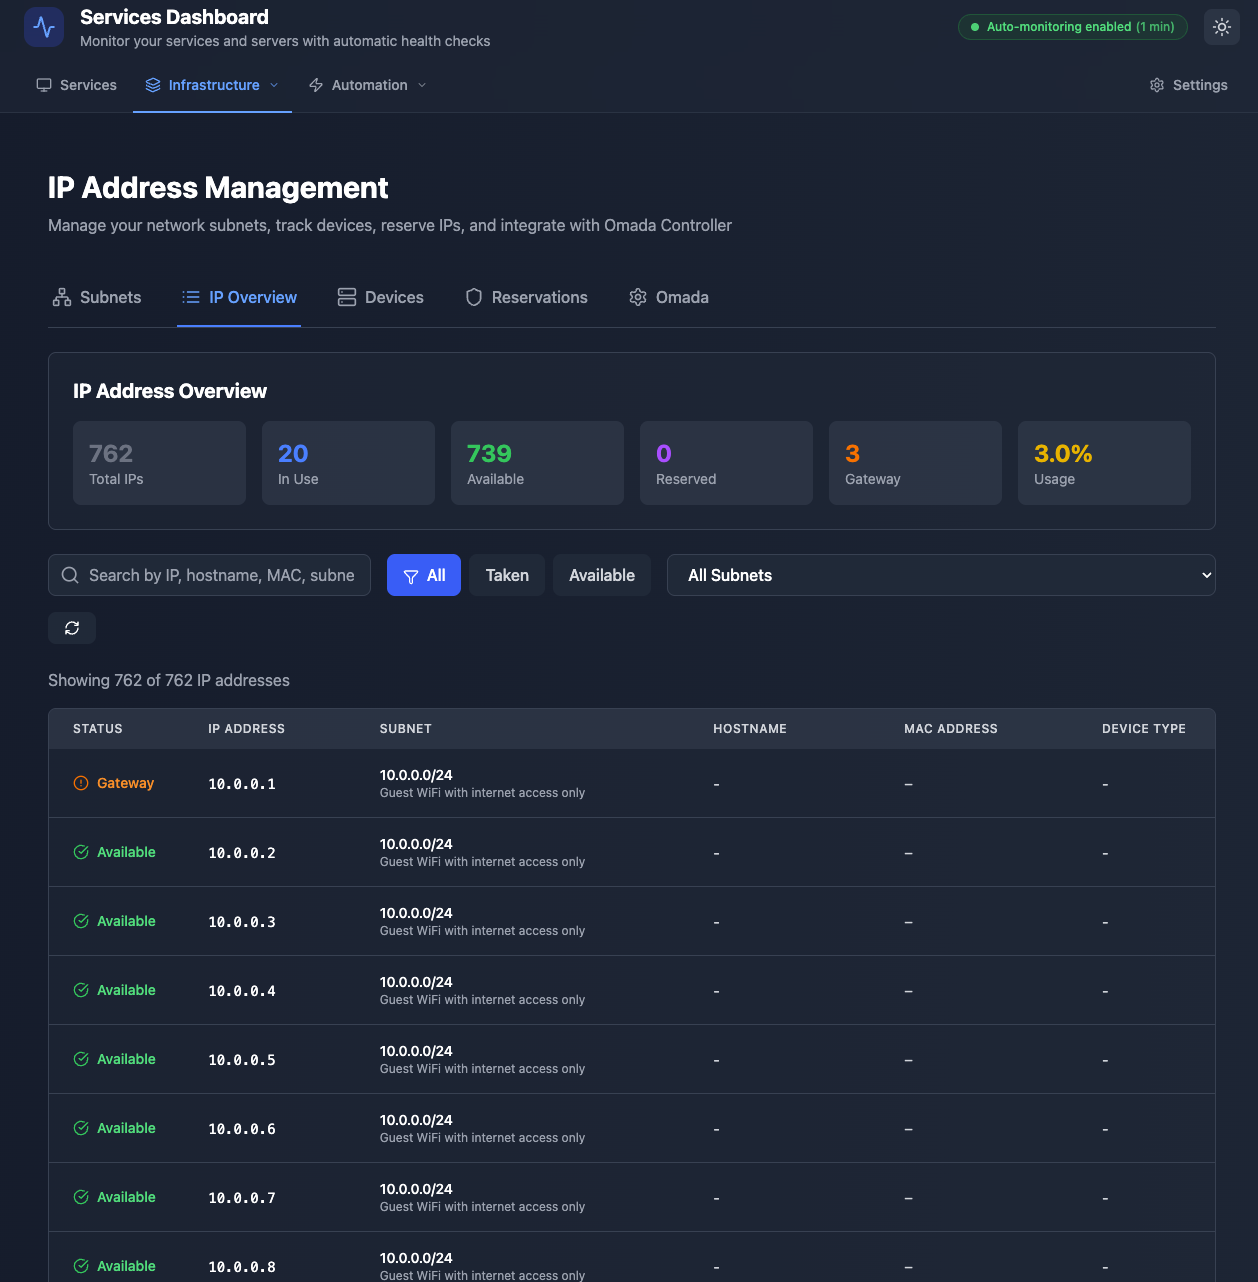 Services Dashboard
Monitor your services and servers with automatic health checks
Auto-monitoring enabled (1 min)
Services
Infrastructure
Automation
Settings
IP Address Management
Manage your network subnets, track devices, reserve IPs, and integrate with Omada Controller
Subnets
IP Overview
Devices
Reservations
Omada
IP Address Overview
762
Total IPs
20
In Use
739
Available
0
Reserved
3
Gateway
3.0%
Usage
Search by IP, hostname, MAC, subne
All
Taken
Available
All Subnets
Showing 762 of 762 IP addresses
STATUS IP ADDRESS SUBNET HOSTNAME MAC ADDRESS DEVICE TYPE
Gateway 10.0.0.1 10.0.0.0/24 - – -
Guest WiFi with internet access only
Available 10.0.0.2 10.0.0.0/24 - – -
Guest WiFi with internet access only
Available 10.0.0.3 10.0.0.0/24 - – -
Guest WiFi with internet access only
Available 10.0.0.4 10.0.0.0/24 - – -
Guest WiFi with internet access only
Available 10.0.0.5 10.0.0.0/24 - – -
Guest WiFi with internet access only
Available 10.0.0.6 10.0.0.0/24 - – -
Guest WiFi with internet access only
Available 10.0.0.7 10.0.0.0/24 - – -
Guest WiFi with internet access only
Available 10.0.0.8 10.0.0.0/24 - – -
Guest WiFi with internet access only